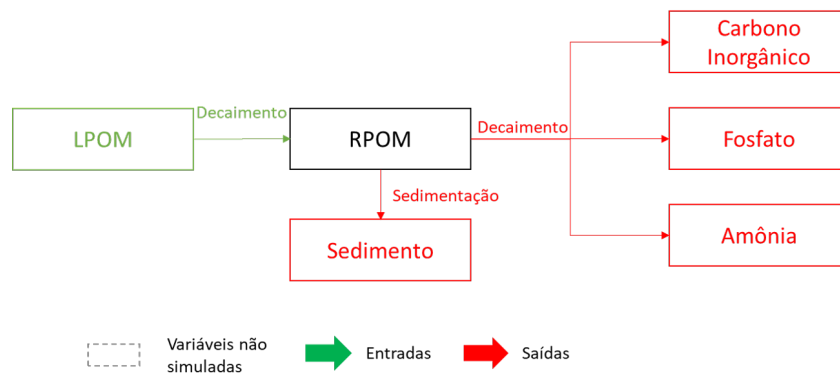 Carbono
Inorgânico
Decaimento
LPOM
RPOM
Decaimento
Fosfato
Sedimentação
Sedimento
Amônia
Variáveis não
simuladas
Entradas
Saídas